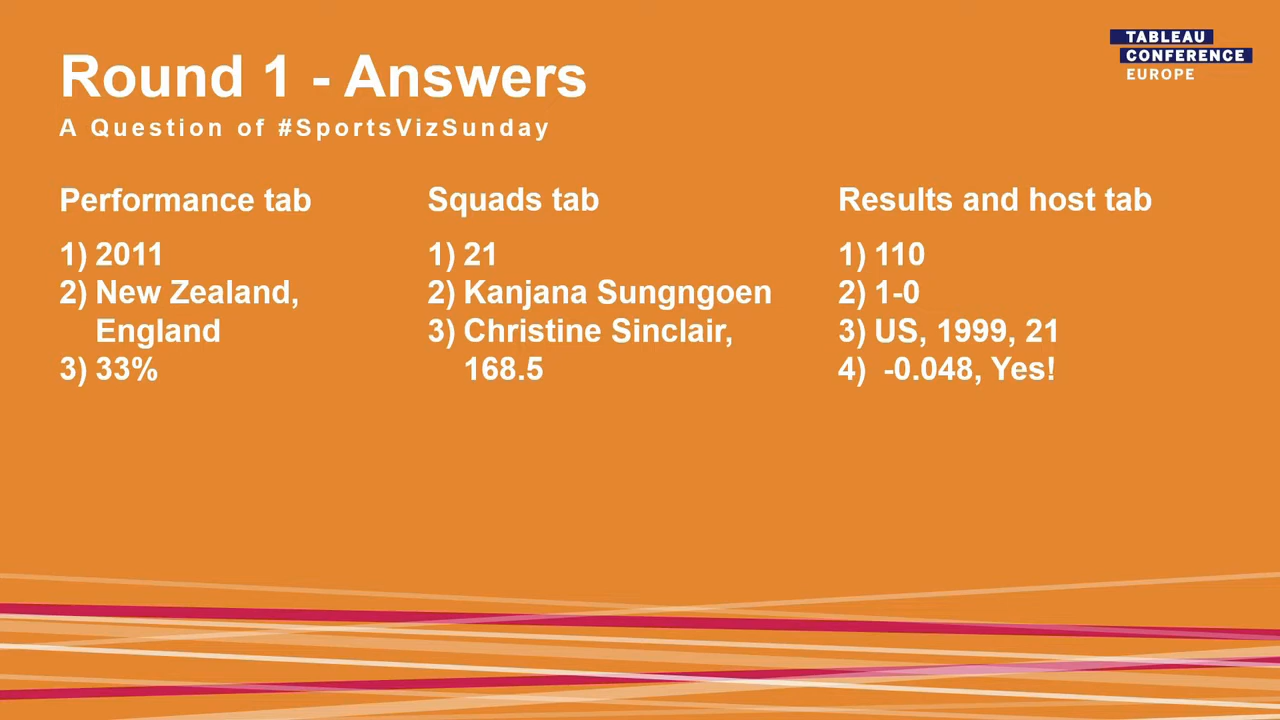 Round 1 - Answers
A Question of #SportsVizSunday
TABLEAU
CONFERENCE
EUROPE
Performance tab
1) 2011
2) New Zealand,
England
3) 33%
Squads tab
1) 21
2) Kanjana Sungngoen
3) Christine Sinclair,
168.5
Results and host tab
1) 110
2) 1-0
3) US, 1999, 21
4) -0.048, Yes!